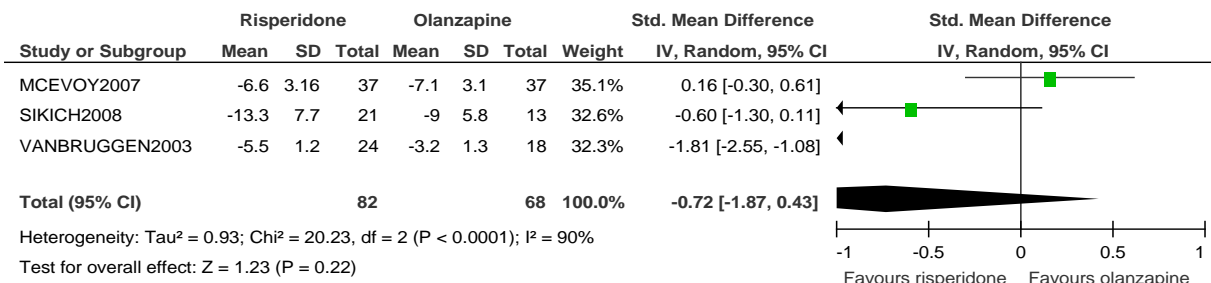 Risperidone Olanzapine Std. Mean Difference Std. Mean Difference
Study or Subgroup Mean SD Total Mean SD Total Weight IV, Random, 95% CI IV, Random, 95% CI
MCEVOY2007 -6.6 3.16 37 -7.1 3.1 37 35.1% 0.16 [-0.30, 0.61]
SIKICH2008 -13.3 7.7 21 -9 5.8 13 32.6% -0.60 [-1.30, 0.11]
VANBRUGGEN2003 -5.5 1.2 24 -3.2 1.3 18 32.3% -1.81 [-2.55, -1.08]
Total (95% CI) 82 68 100.0% -0.72 [-1.87, 0.43]
Heterogeneity: Tau² = 0.93; Chi² = 20.23, df = 2 (P < 0.0001); I² = 90%
Test for overall effect: Z = 1.23 (P = 0.22)
-1 -0.5 0 0.5 1
Favours risperidone Favours olanzapine